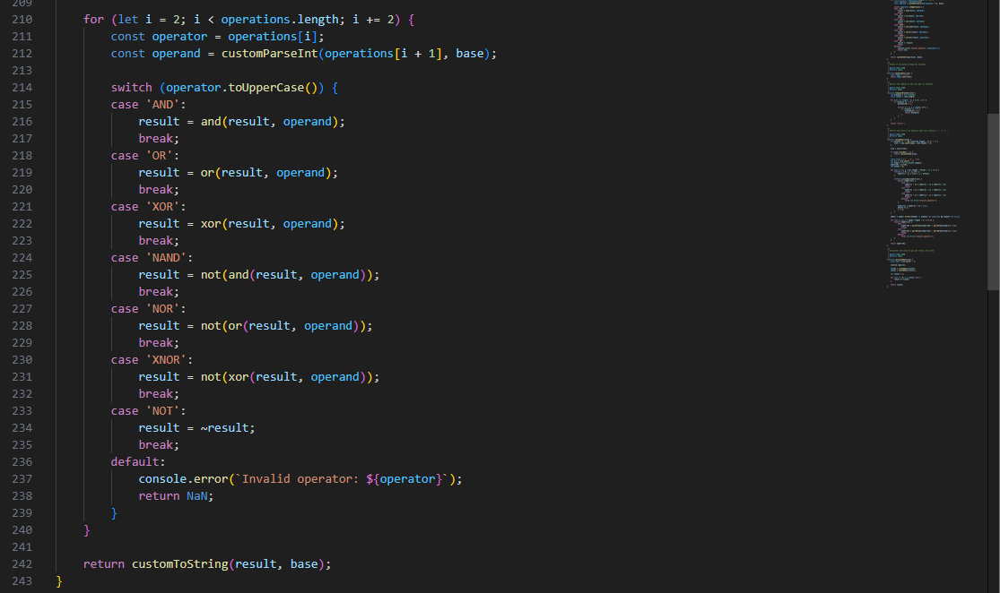 209
210 for (let i = 2; i < operations.length; i += 2) {
211 const operator = operations[i];
212 const operand = customParseInt(operations[i + 1], base);
213
214 switch (operator.toUpperCase()) {
215 case 'AND':
216 result = and(result, operand);
217 break;
218 case 'OR':
219 result = or(result, operand);
220 break;
221 case 'XOR':
222 result = xor(result, operand);
223 break;
224 case 'NAND':
225 result = not(and(result, operand));
226 break;
227 case 'NOR':
228 result = not(or(result, operand));
229 break;
230 case 'XNOR':
231 result = not(xor(result, operand));
232 break;
233 case 'NOT':
234 result = ~result;
235 break;
236 default:
237 console.error(`Invalid operator: ${operator}`);
238 return NaN;
239 }
240 }
241
242 return customToString(result, base);
243 }